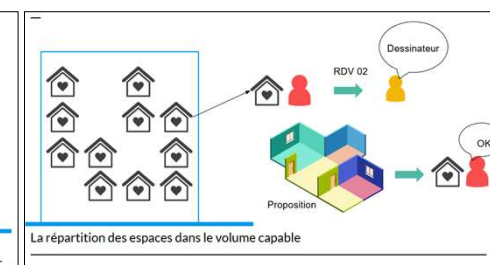 Dessinateur
RDV 02
OK
Proposition
La répartition des espaces dans le volume capable